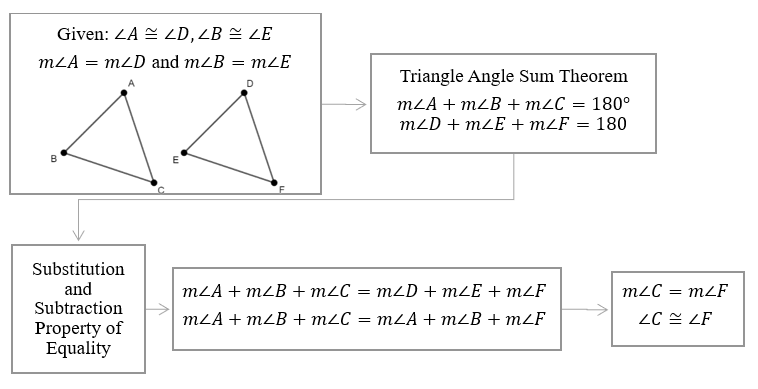 Given: ∠A ≅ ∠D, ∠B ≅ ∠E
m∠A = m∠D and m∠B = m∠E
A
B
C
D
E
F
Triangle Angle Sum Theorem
m∠A + m∠B + m∠C = 180°
m∠D + m∠E + m∠F = 180
Substitution
and
Subtraction
Property of
Equality
m∠A + m∠B + m∠C = m∠D + m∠E + m∠F
m∠A + m∠B + m∠C = m∠A + m∠B + m∠F
m∠C = m∠F
∠C ≅ ∠F